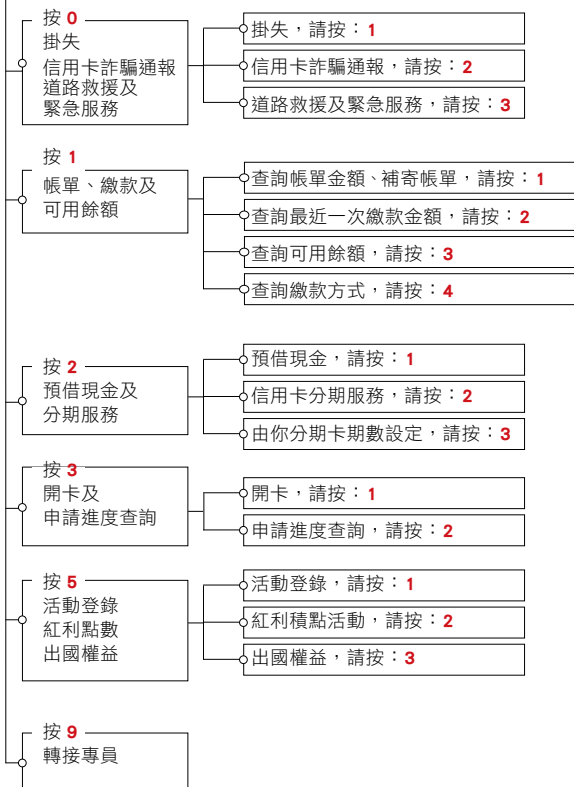 按 0
掛失
信用卡詐騙通報
道路救援及
緊急服務
掛失，請按：1
信用卡詐騙通報，請按：2
道路救援及緊急服務，請按：3
按 1
帳單、繳款及
可用餘額
查詢帳單金額、補寄帳單，請按：1
查詢最近一次繳款金額，請按：2
查詢可用餘額，請按：3
查詢繳款方式，請按：4
按 2
預借現金及
分期服務
預借現金，請按：1
信用卡分期服務，請按：2
由你分期卡期數設定，請按：3
按 3
開卡及
申請進度查詢
開卡，請按：1
申請進度查詢，請按：2
按 5
活動登錄
紅利點數
出國權益
活動登錄，請按：1
紅利積點活動，請按：2
出國權益，請按：3
按 9
轉接專員